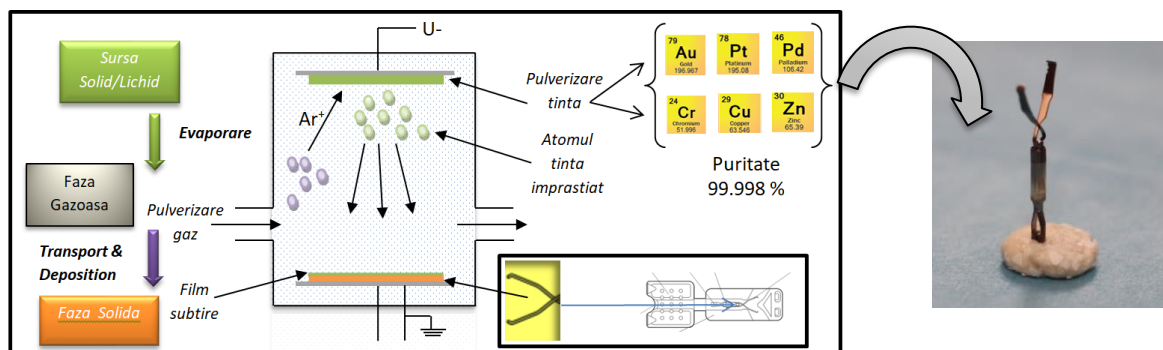 U-
Sursa
Solid/Lichid
Evaporare
Faza
Gazoasa
Transport &
Deposition
Faza Solida
Ar+
Pulverizare
gaz
Film
subtire
Pulverizare
tinta
Atomul
tinta
imprastiat
79
Au
Gold
196.967
78
Pt
Platinum
195.08
46
Pd
Palladium
106.42
24
Cr
Chromium
51.996
29
Cu
Copper
63.546
30
Zn
Zinc
65.39
Puritate
99.998 %